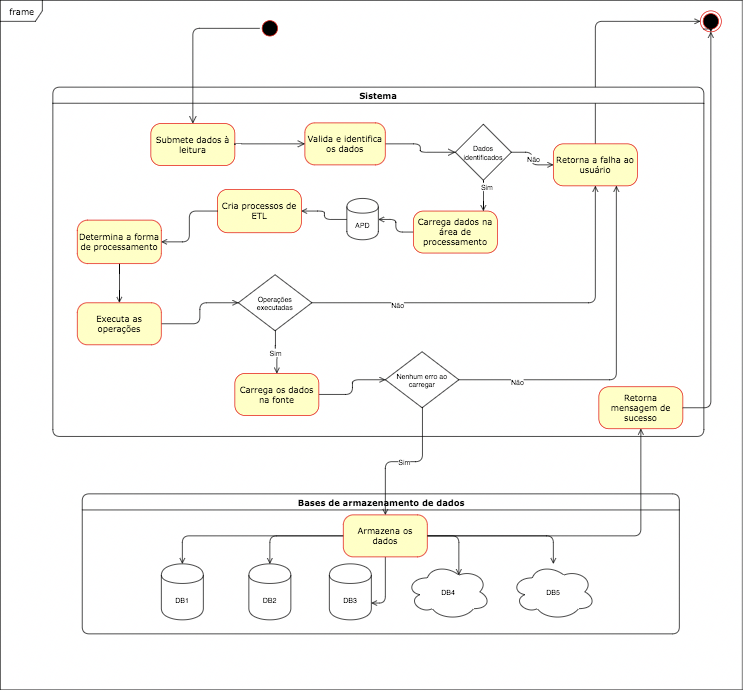 frame
Sistema
Submete dados à
leitura
Valida e identifica
os dados
Dados
identificados
Não
Retorna a falha ao
usuário
Sim
Cria processos de
ETL
APD
Carrega dados na
área de
processamento
Determina a forma
de processamento
Executa as
operações
Operações
executadas
Não
Sim
Carrega os dados
na fonte
Nenhum erro ao
carregar
Não
Retorna
mensagem de
sucesso
Sim
Bases de armazenamento de dados
Armazena os
dados
DB1
DB2
DB3
DB4
DB5